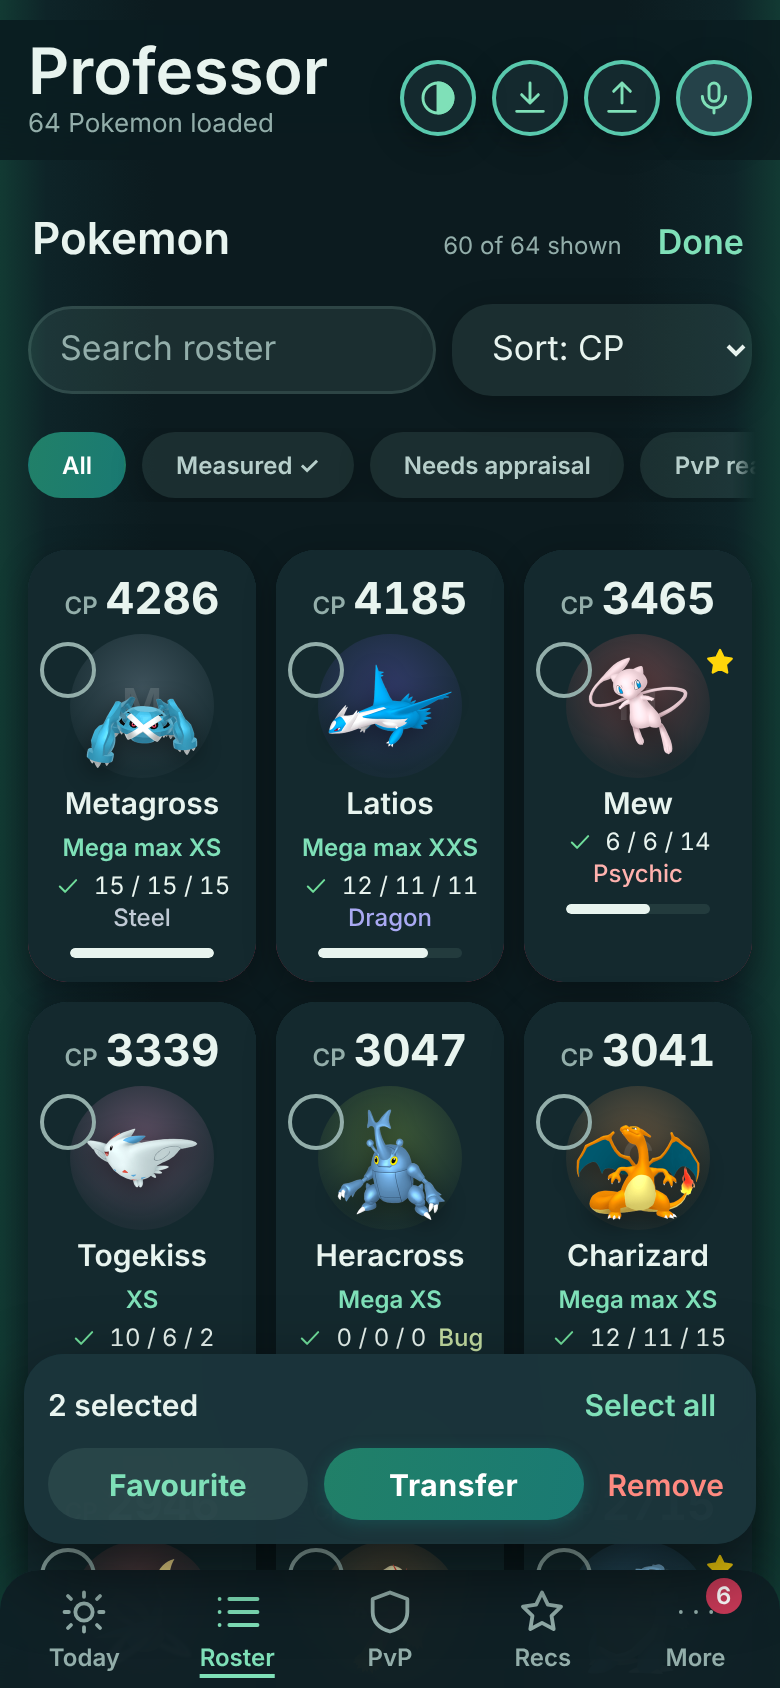 Professor
64 Pokemon loaded
Pokemon
60 of 64 shown
Done
Search roster
Sort: CP
All
Measured ✓
Needs appraisal
PvP rea
CP 4286
CP 4185
CP 3465
Metagross
Latios
Mew
Mega max XS
Mega max XXS
✓ 6 / 6 / 14
✓ 15 / 15 / 15
✓ 12 / 11 / 11
Psychic
Steel
Dragon
CP 3339
CP 3047
CP 3041
Togekiss
Heracross
Charizard
XS
Mega XS
Mega max XS
✓ 10 / 6 / 2
✓ 0 / 0 / 0 Bug
✓ 12 / 11 / 15
2 selected
Select all
Favourite
Transfer
Remove
6
Today
Roster
PvP
Recs
More